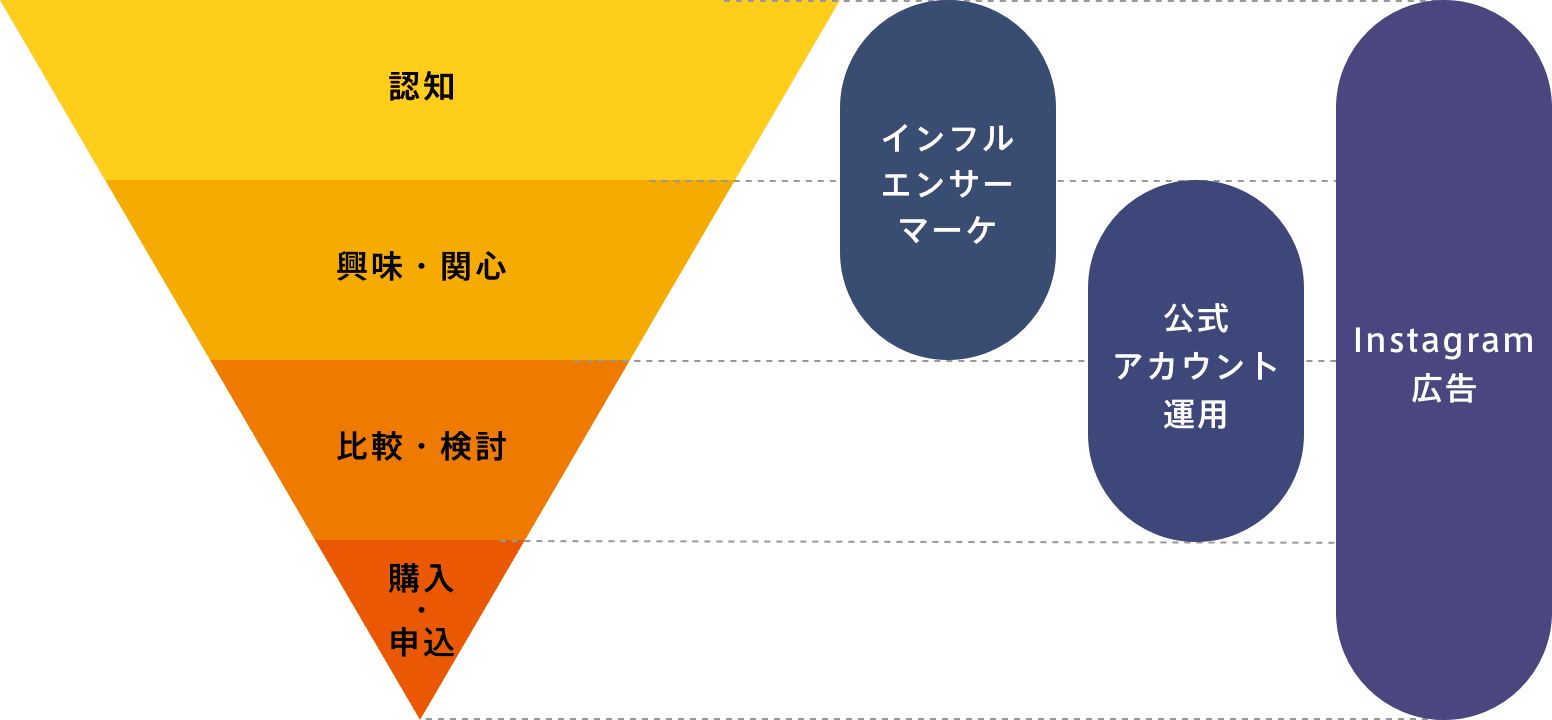 認知
興味・関心
比較・検討
購入
・
申込
インフル
エンサー
マーケ
公式
アカウント
運用
Instagram
広告